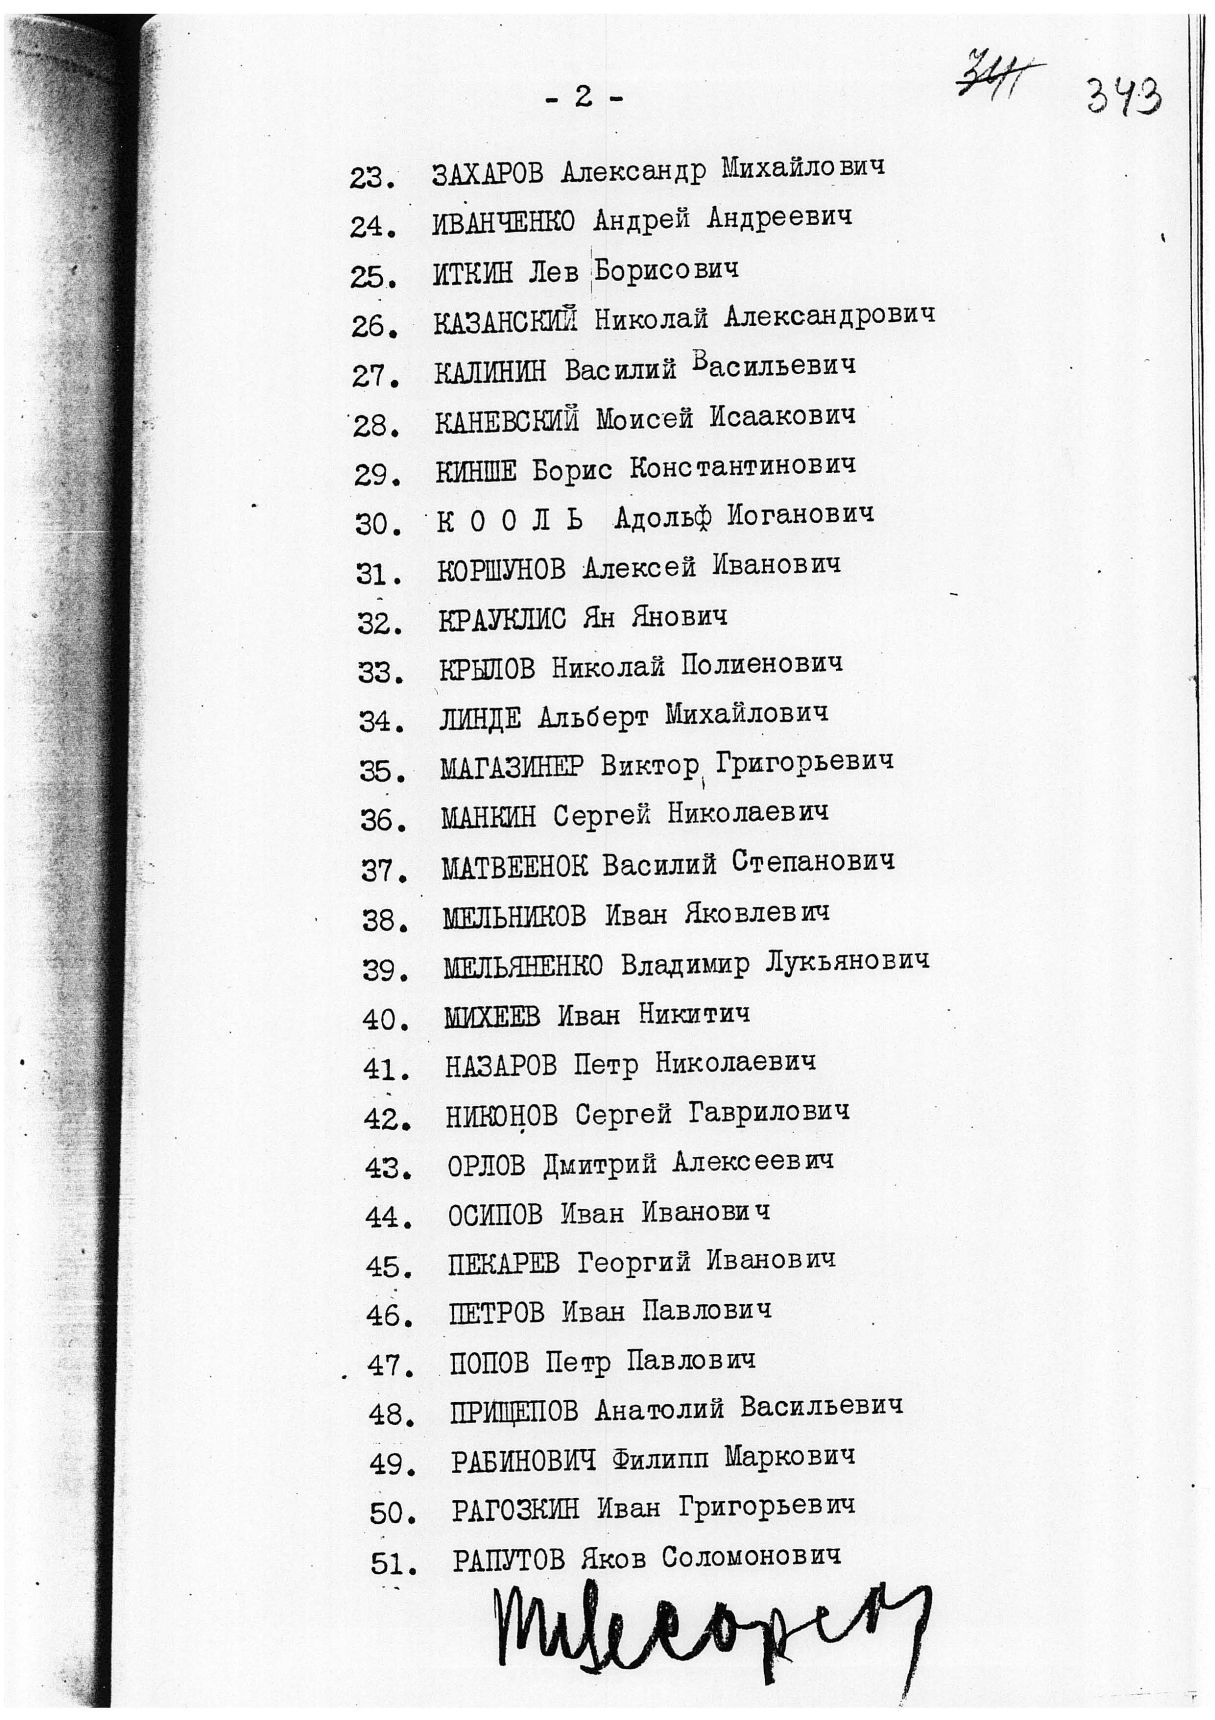 341 343
- 2 -
23. ЗАХАРОВ Александр Михайлович
24. ИВАНЧЕНКО Андрей Андреевич
25. ИТКИН Лев Борисович
26. КАЗАНСКИЙ Николай Александрович
27. КАЛИНИН Василий Васильевич
28. КАНЕВСКИЙ Моисей Исаакович
29. КИНШЕ Борис Константинович
30. К О О Л Ь Адольф Иоганович
31. КОРШУНОВ Алексей Иванович
32. КРАУКЛИС Ян Янович
33. КРЫЛОВ Николай Полиенович
34. ЛИНДЕ Альберт Михайлович
35. МАГАЗИНЕР Виктор Григорьевич
36. МАНКИН Сергей Николаевич
37. МАТВЕЕНОК Василий Степанович
38. МЕЛЬНИКОВ Иван Яковлевич
39. МЕЛЬЯНЕНКО Владимир Лукьянович
40. МИХЕЕВ Иван Никитич
41. НАЗАРОВ Петр Николаевич
42. НИКОНОВ Сергей Гаврилович
43. ОРЛОВ Дмитрий Алексеевич
44. ОСИПОВ Иван Иванович
45. ПЕКАРЕВ Георгий Иванович
46. ПЕТРОВ Иван Павлович
47. ПОПОВ Петр Павлович
48. ПРИЩЕПОВ Анатолий Васильевич
49. РАБИНОВИЧ Филипп Маркович
50. РАГОЗКИН Иван Григорьевич
51. РАПУТОВ Яков Соломонович